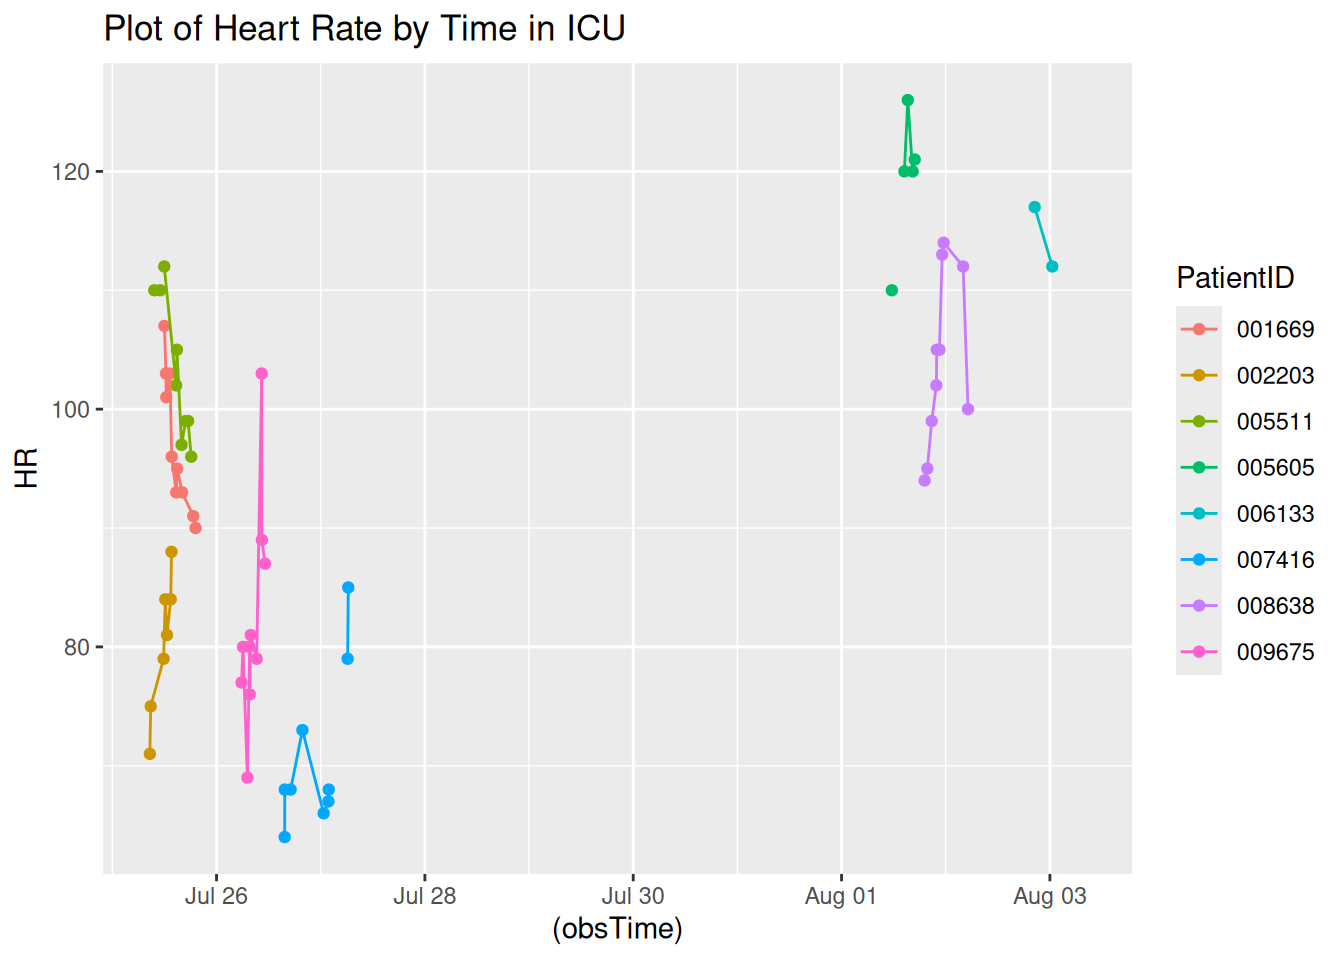 Plot of Heart Rate by Time in ICU
120
100
80
HR
Jul 26
Jul 28
Jul 30
Aug 01
Aug 03
(obsTime)
PatientID
001669
002203
005511
005605
006133
007416
008638
009675